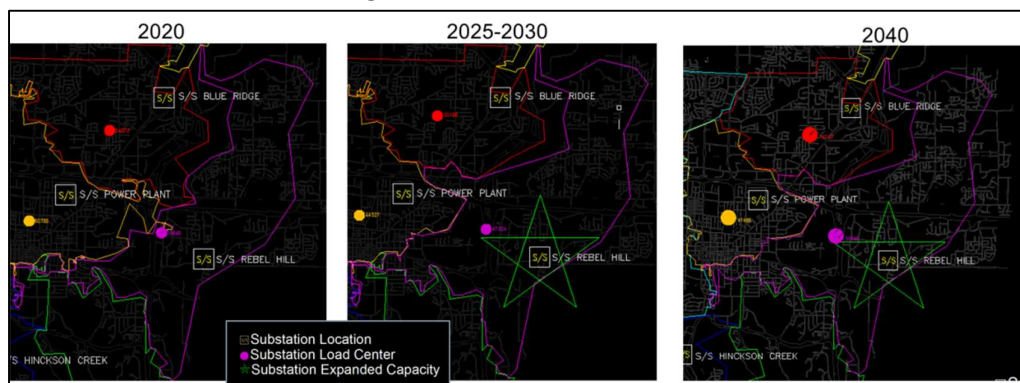 2020
2025-2030
2040
S/S S/S BLUE RIDGE
S/S S/S POWER PLANT
S/S S/S REBEL HILL
S/S HINCKSON CREEK
S/S S/S BLUE RIDGE
S/S S/S POWER PLANT
S/S S/S REBEL HILL
S/S S/S BLUE RIDGE
S/S S/S POWER PLANT
S/S S/S REBEL HILL
S/S S/S HINCKSON CREEK
Substation Location
Substation Load Center
Substation Expanded Capacity